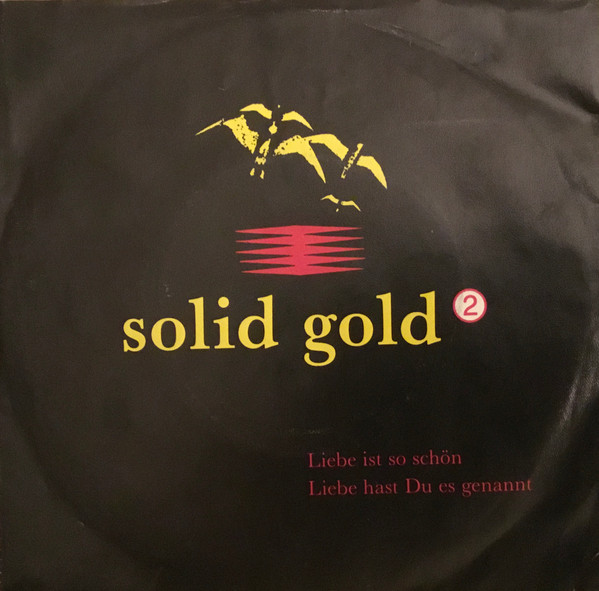 solid gold 2
Liebe ist so schön
Liebe hast Du es genannt